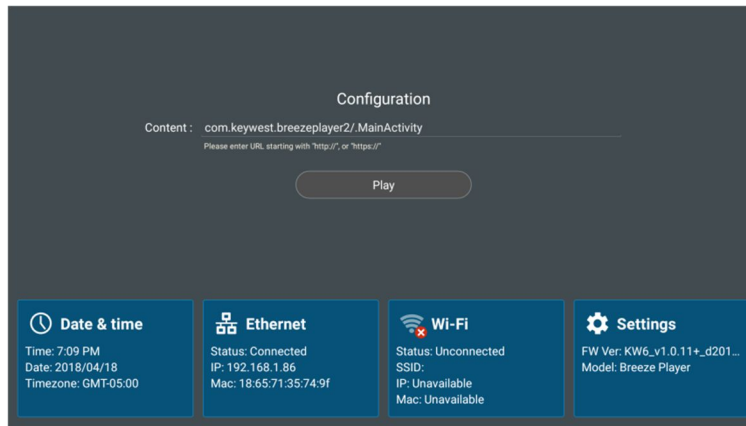 Configuration
Content : com.keywest.breezeplayer2/.MainActivity
Please enter URL starting with "http://", or "https://"
Play
Date & time
Time: 7:09 PM
Date: 2018/04/18
Timezone: GMT-05:00
Ethernet
Status: Connected
IP: 192.168.1.86
Mac: 18:65:71:35:74:9f
Wi-Fi
Status: Unconnected
SSID:
IP: Unavailable
Mac: Unavailable
Settings
FW Ver: KW6_v1.0.11+_d201...
Model: Breeze Player